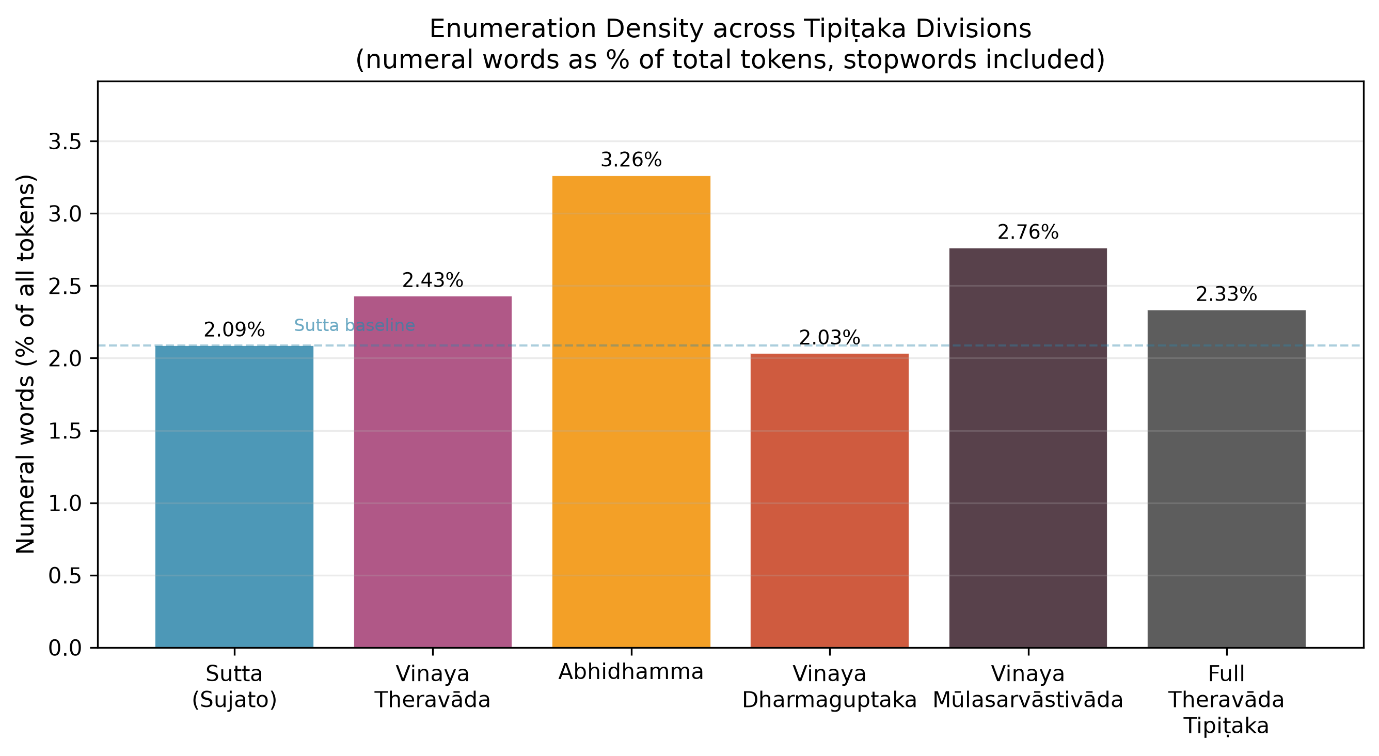 Enumeration Density across Tipiṭaka Divisions
(numeral words as % of total tokens, stopwords included)
Numeral words (% of all tokens)
3.5
3.0
2.5
2.0
1.5
1.0
0.5
0.0
2.09%
Sutta baseline
2.43%
3.26%
2.03%
2.76%
2.33%
Sutta
(Sujato)
Vinaya
Theravāda
Abhidhamma
Vinaya
Dharmaguptaka
Vinaya
Mūlasarvāstivāda
Full
Theravāda
Tipiṭaka